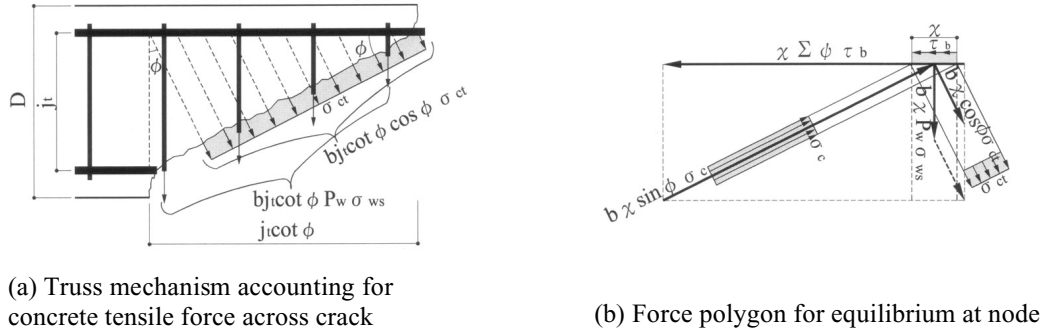 D
jt
ϕ
ϕ
σ ct
bjtcot ϕ cos ϕ σ ct
bjtcot ϕ Pw σ ws
jtcot ϕ
(a) Truss mechanism accounting for
concrete tensile force across crack
χ Σ ψ τ b
χ
τ b
b χ cosϕσ ct
b χ Pw σ ws
σ c
σ ct
b χ sin ϕ σ c
(b) Force polygon for equilibrium at node